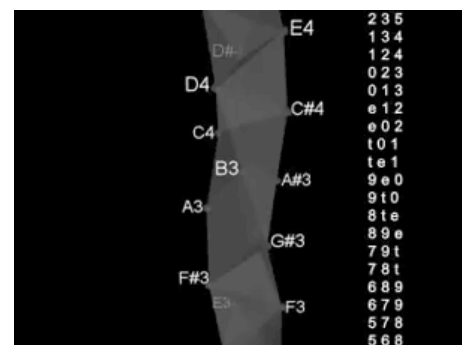 E4
D#4
D4
C#4
C4
B3
A#3
A3
G#3
F#3
E3
F3
2 3 5
1 3 4
1 2 4
0 2 3
0 1 3
e 1 2
e 0 2
t 0 1
t e 1
9 e 0
9 t 0
8 t e
8 9 e
7 9 t
7 8 t
6 8 9
6 7 9
5 7 8
5 6 8